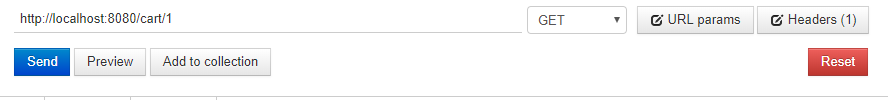 http://localhost:8080/cart/1 GET URL params Headers (1)
Send Preview Add to collection Reset